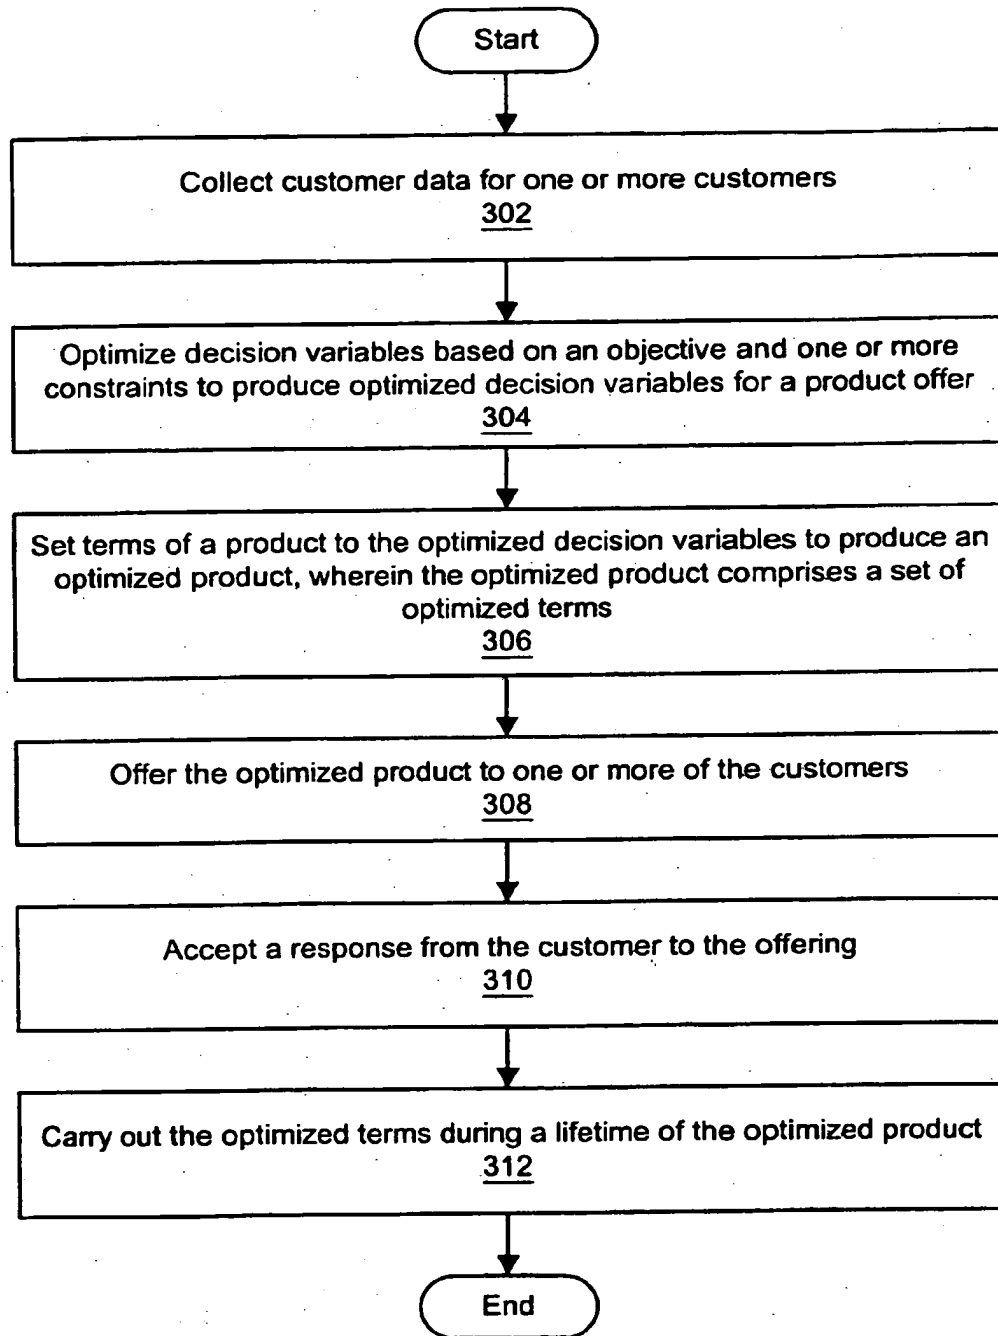 Start
Collect customer data for one or more customers
302
Optimize decision variables based on an objective and one or more
constraints to produce optimized decision variables for a product offer
304
Set terms of a product to the optimized decision variables to produce an
optimized product, wherein the optimized product comprises a set of
optimized terms
306
Offer the optimized product to one or more of the customers
308
Accept a response from the customer to the offering
310
Carry out the optimized terms during a lifetime of the optimized product
312
End